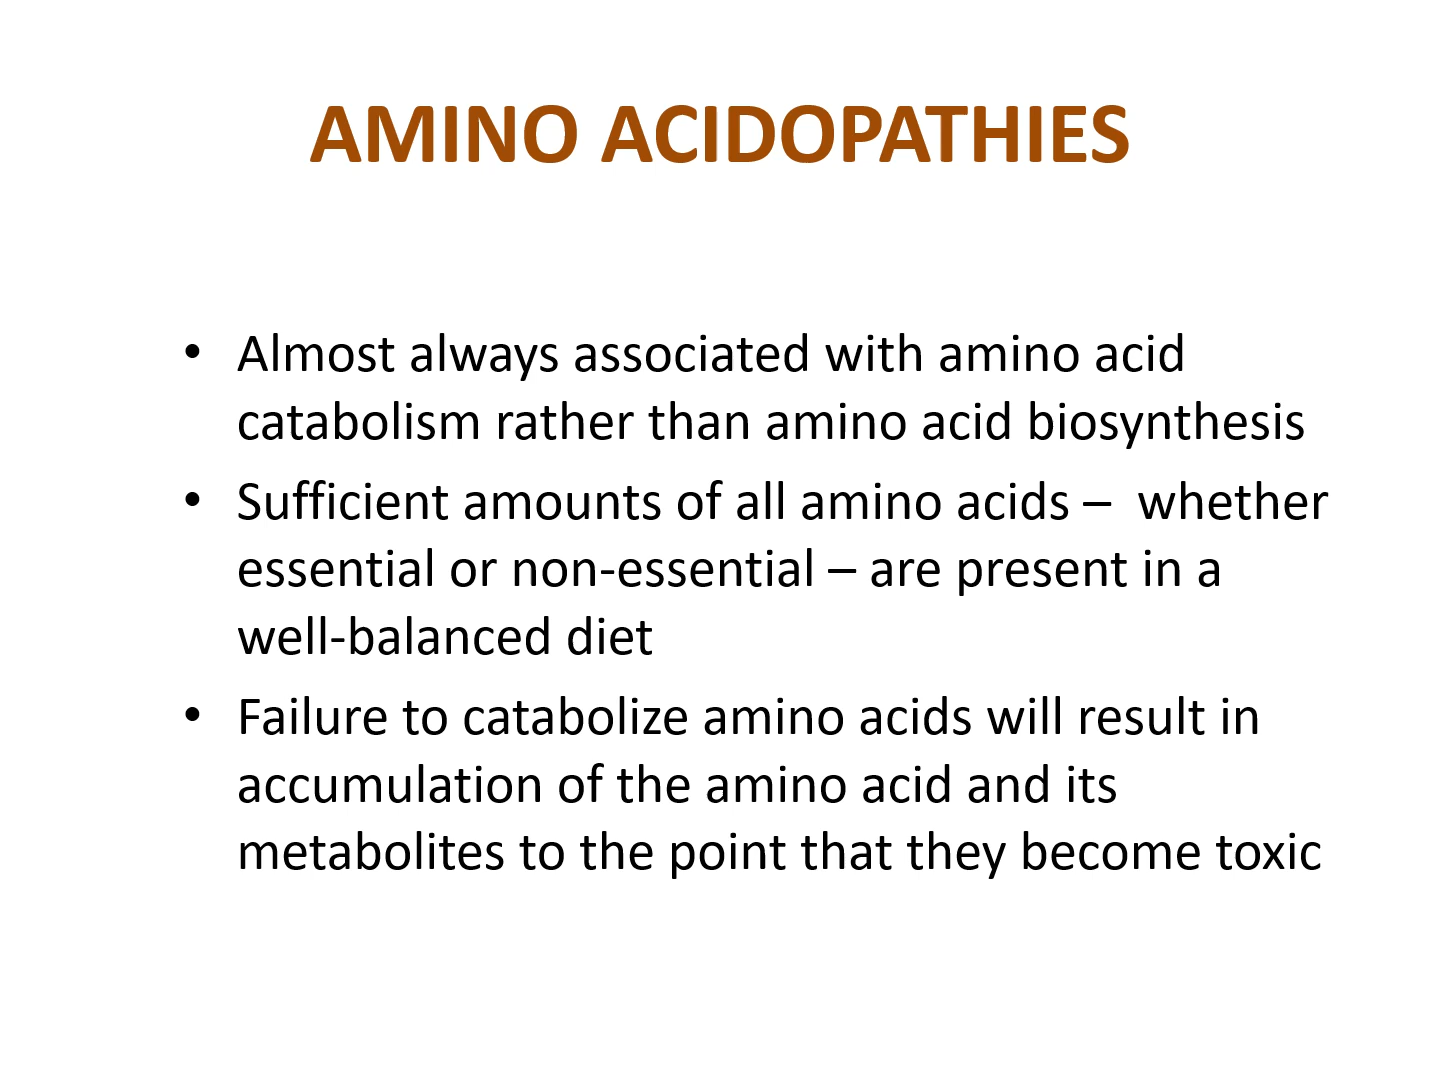 AMINO ACIDOPATHIES
• Almost always associated with amino acid
catabolism rather than amino acid biosynthesis
• Sufficient amounts of all amino acids –  whether
essential or non-essential – are present in a
well-balanced diet
• Failure to catabolize amino acids will result in
accumulation of the amino acid and its
metabolites to the point that they become toxic